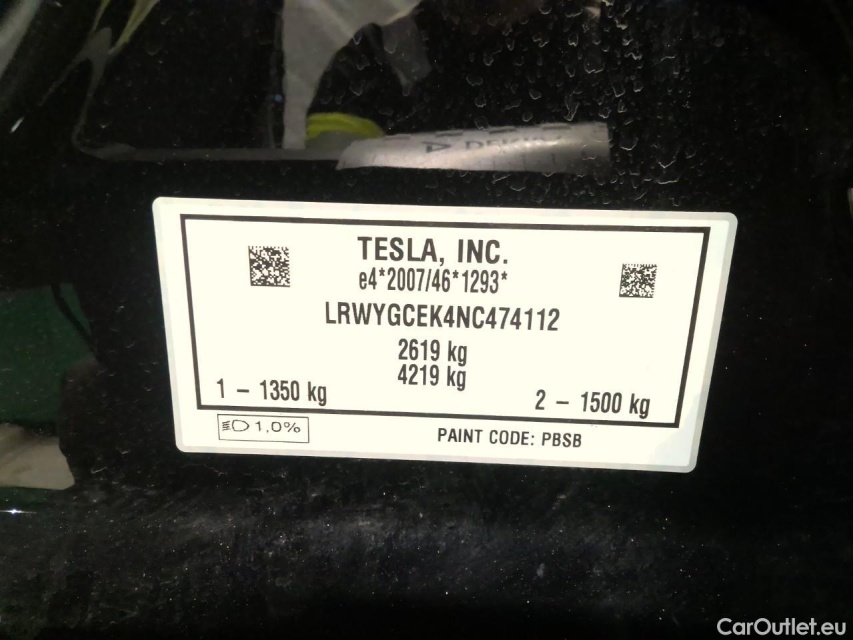 TESLA, INC.
e4*2007/46*1293*
LRWYGCEK4NC474112
2619 kg
4219 kg
1 – 1350 kg
2 – 1500 kg
1,0%
PAINT CODE: PBSB
CarOutlet.eu